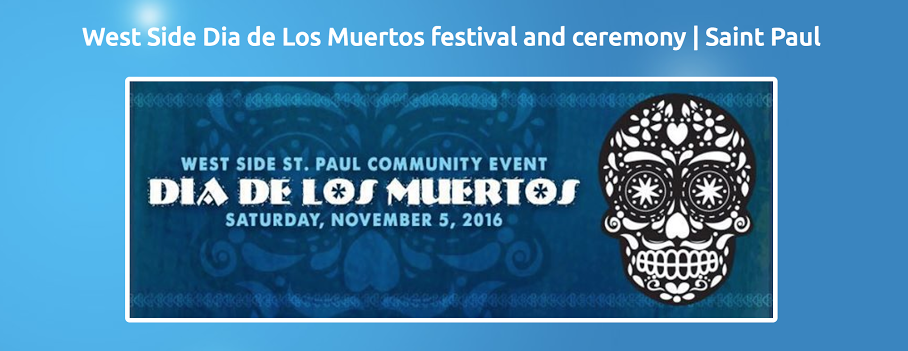 West Side Dia de Los Muertos festival and ceremony | Saint Paul
WEST SIDE ST. PAUL COMMUNITY EVENT
DIA DE LOS MUERTOS
SATURDAY, NOVEMBER 5, 2016